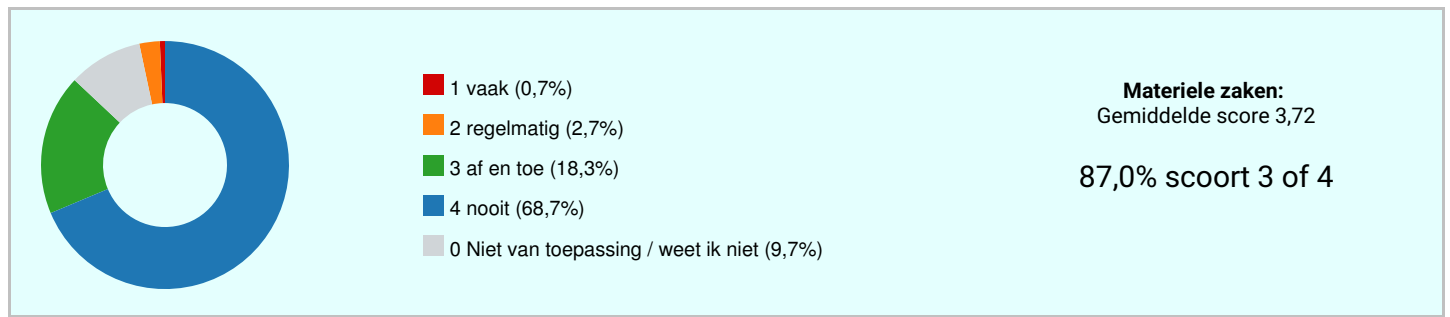 1 vaak (0,7%)
2 regelmatig (2,7%)
3 af en toe (18,3%)
4 nooit (68,7%)
0 Niet van toepassing / weet ik niet (9,7%)
Materiele zaken:
Gemiddelde score 3,72
87,0% scoort 3 of 4